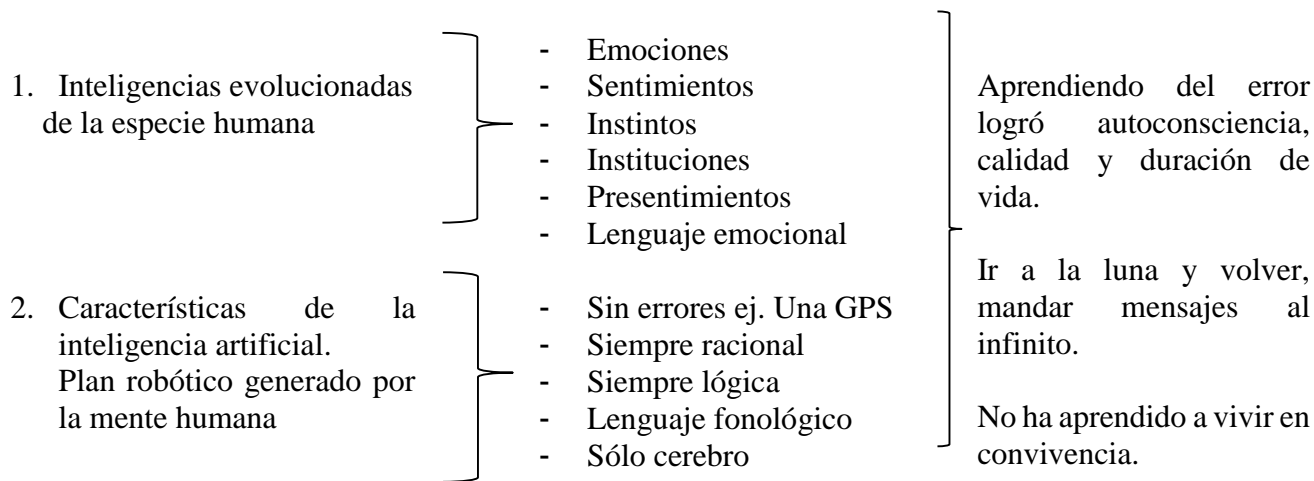 1. Inteligencias evolucionadas
de la especie humana
- Emociones
- Sentimientos
- Instintos
- Instituciones
- Presentimientos
- Lenguaje emocional
2. Características de la
inteligencia artificial.
Plan robótico generado por
la mente humana
- Sin errores ej. Una GPS
- Siempre racional
- Siempre lógica
- Lenguaje fonológico
- Sólo cerebro
Aprendiendo del error
logró autoconsciencia,
calidad y duración de
vida.
Ir a la luna y volver,
mandar mensajes al
infinito.
No ha aprendido a vivir en
convivencia.